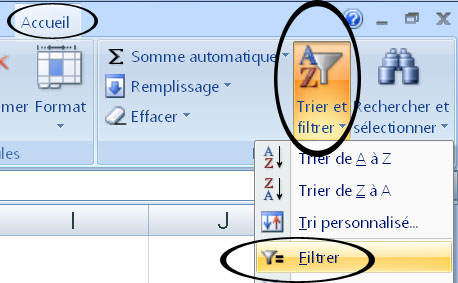 Accueil
Somme automatique
Remplissage
Effacer
mer Format
Trier et
filtrer
Rechercher et
sélectionner
Trier de A à Z
Trier de Z à A
Tri personnalisé...
Filtrer
I J